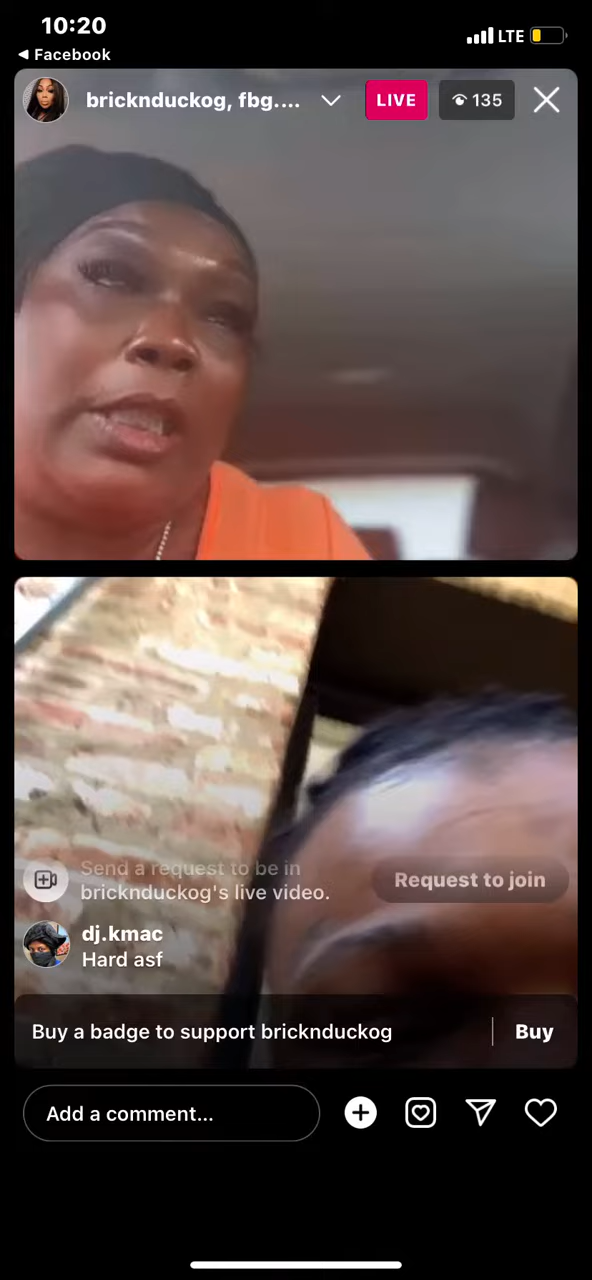 10:20
LTE
Facebook
bricknduckog, fbg....
LIVE
135
Send a request to be in
bricknduckog's live video.
Request to join
dj.kmac
Hard asf
Buy a badge to support bricknduckog
Buy
Add a comment...